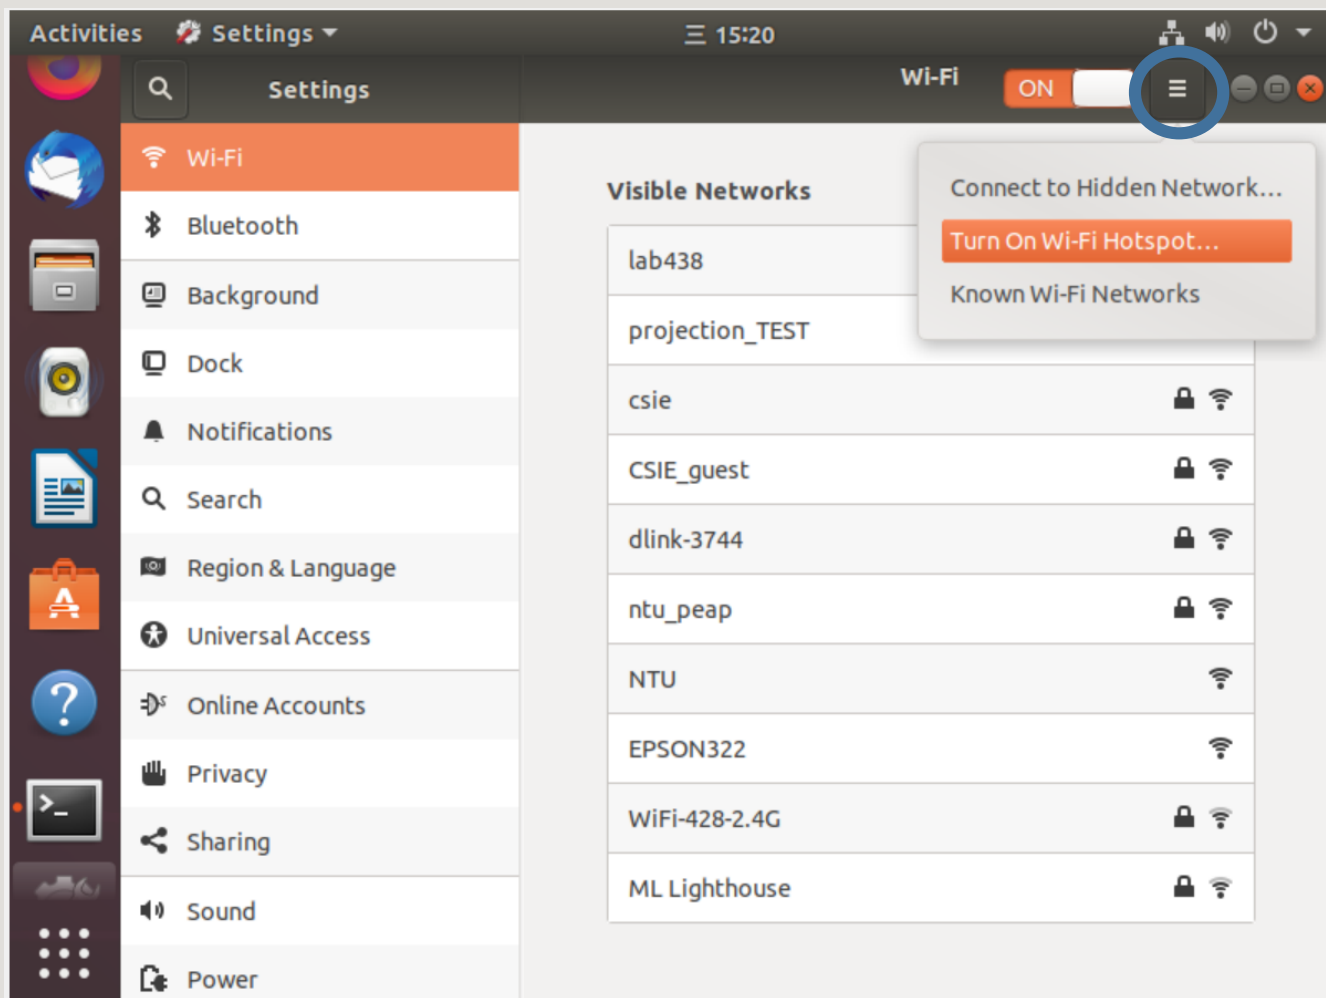 Activities
Settings
三 15:20
Settings
Wi-Fi
ON
Wi-Fi
Bluetooth
Background
Dock
Notifications
Search
Region & Language
Universal Access
Online Accounts
Privacy
Sharing
Sound
Power
Visible Networks
lab438
projection_TEST
csie
CSIE_guest
dlink-3744
ntu_peap
NTU
EPSON322
WiFi-428-2.4G
ML Lighthouse
Connect to Hidden Network…
Turn On Wi-Fi Hotspot…
Known Wi-Fi Networks